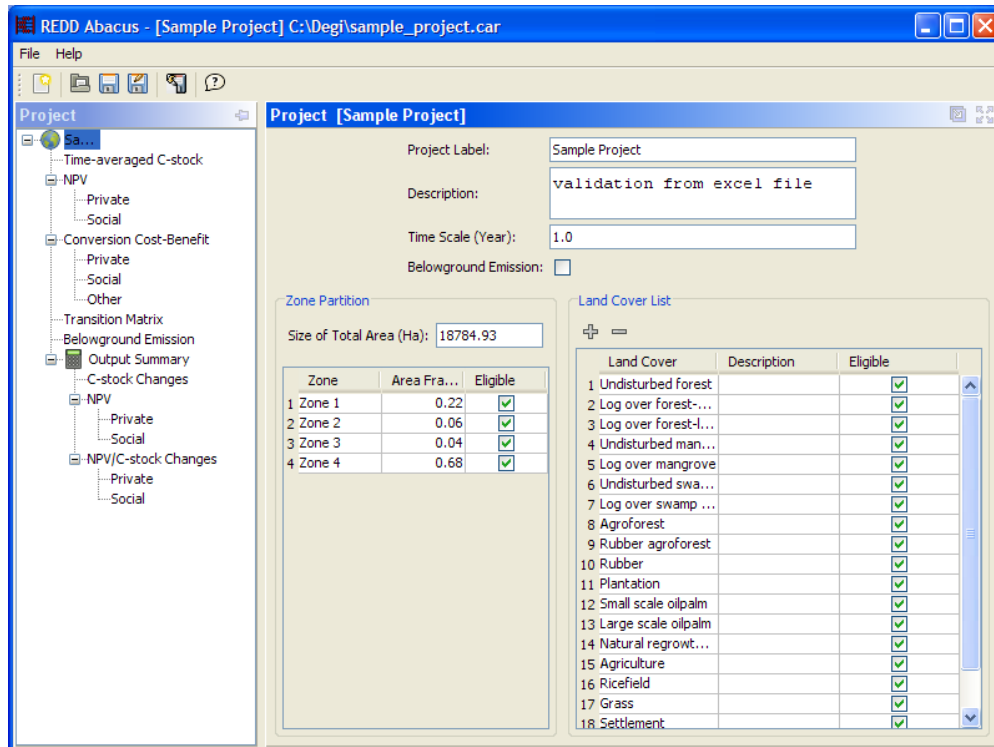 REDD Abacus - [Sample Project] C:\Degi\sample_project.car
File Help
Project
Sa...
Time-averaged C-stock
NPV
Private
Social
Conversion Cost-Benefit
Private
Social
Other
Transition Matrix
Belowground Emission
Output Summary
C-stock Changes
NPV
Private
Social
NPV/C-stock Changes
Private
Social
Project [Sample Project]
Project Label: Sample Project
Description: validation from excel file
Time Scale (Year): 1.0
Belowground Emission:
Zone Partition
Size of Total Area (Ha): 18784.93
Zone Area Fra... Eligible
1 Zone 1 0.22
2 Zone 2 0.06
3 Zone 3 0.04
4 Zone 4 0.68
Land Cover List
Land Cover Description Eligible
1 Undisturbed forest
2 Log over forest-...
3 Log over forest-l...
4 Undisturbed man...
5 Log over mangrove
6 Undisturbed swa...
7 Log over swamp ...
8 Agroforest
9 Rubber agroforest
10 Rubber
11 Plantation
12 Small scale oilpalm
13 Large scale oilpalm
14 Natural regrowt...
15 Agriculture
16 Ricefield
17 Grass
18 Settlement